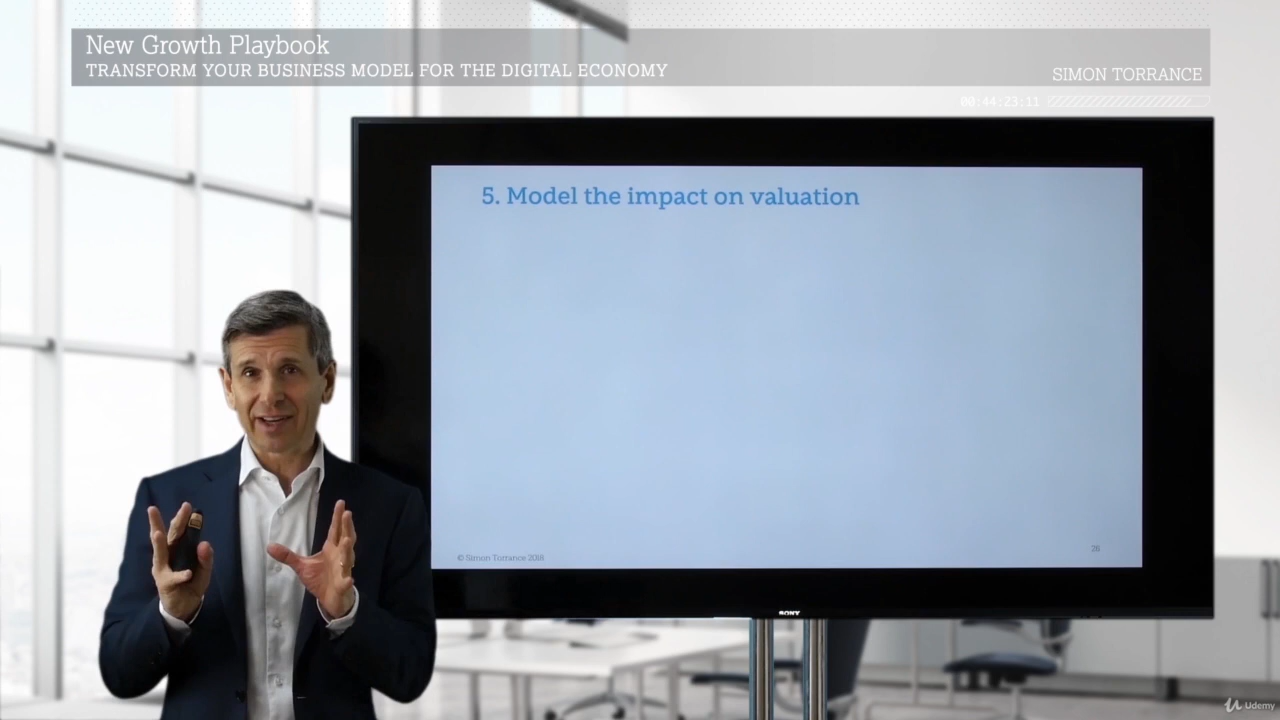 New Growth Playbook
TRANSFORM YOUR BUSINESS MODEL FOR THE DIGITAL ECONOMY
SIMON TORRANCE
00:44:23:11
5. Model the impact on valuation
© Simon Torrance 2018
26
SONY
Udemy